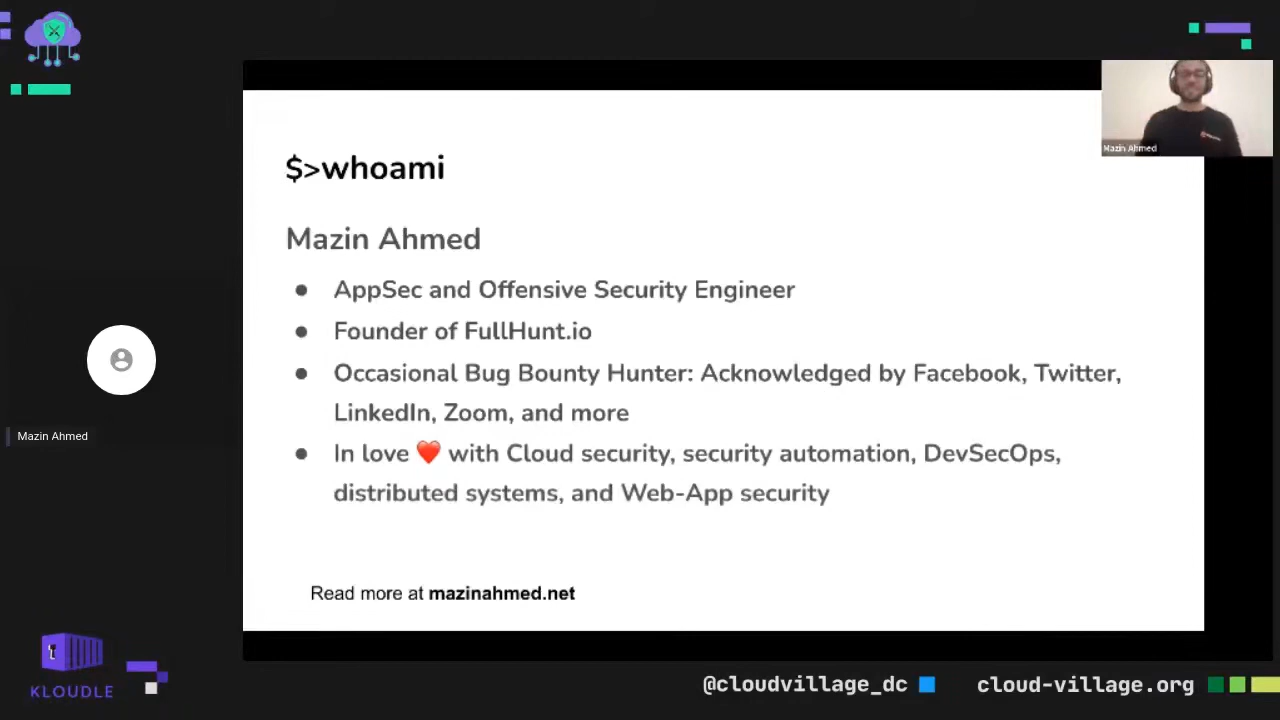 $>whoami
Mazin Ahmed
Mazin Ahmed
● AppSec and Offensive Security Engineer
● Founder of FullHunt.io
● Occasional Bug Bounty Hunter: Acknowledged by Facebook, Twitter,
LinkedIn, Zoom, and more
● In love ❤️ with Cloud security, security automation, DevSecOps,
distributed systems, and Web-App security
Read more at mazinahmed.net
Mazin Ahmed
KLOUDLE
@cloudvillage_dc
cloud-village.org